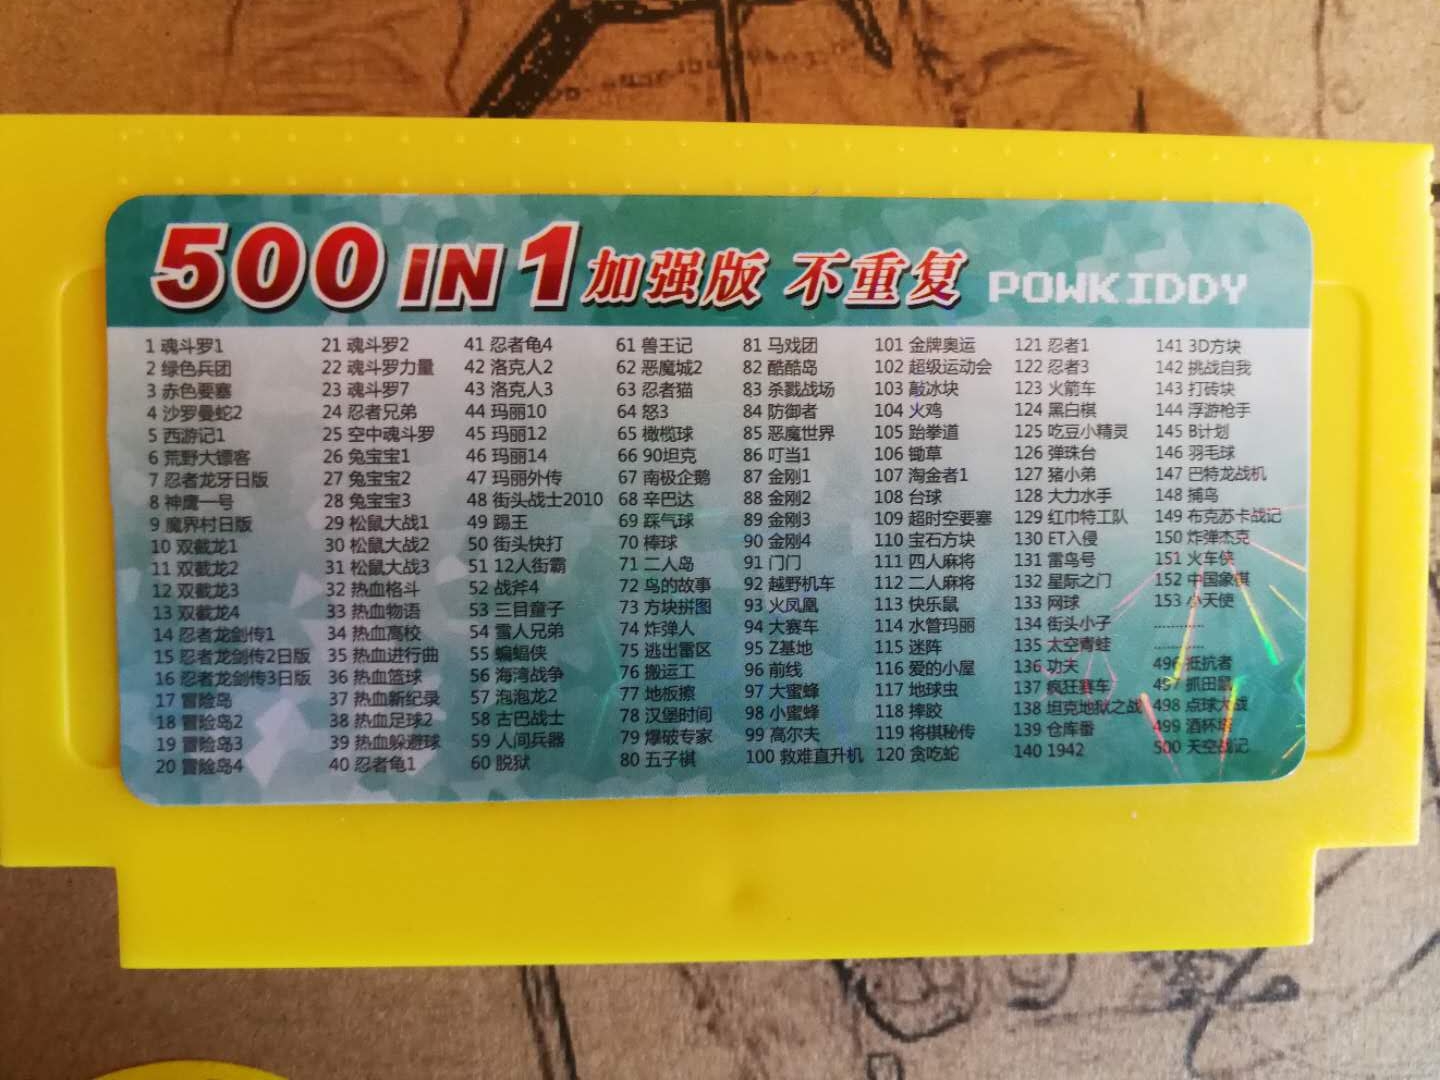 500 IN 1 加强版 不重复 POWKIDDY
1 魂斗罗1
2 绿色兵团
3 赤色要塞
4 沙罗曼蛇2
5 西游记1
6 荒野大镖客
7 忍者龙牙日版
8 神鹰一号
9 魔界村日版
10 双截龙1
11 双截龙2
12 双截龙3
13 双截龙4
14 忍者龙剑传1
15 忍者龙剑传2日版
16 忍者龙剑传3日版
17 冒险岛
18 冒险岛2
19 冒险岛3
20 冒险岛4
21 魂斗罗2
22 魂斗罗力量
23 魂斗罗7
24 忍者兄弟
25 空中魂斗罗
26 兔宝宝1
27 兔宝宝2
28 兔宝宝3
29 松鼠大战1
30 松鼠大战2
31 松鼠大战3
32 热血格斗
33 热血物语
34 热血高校
35 热血进行曲
36 热血篮球
37 热血新纪录
38 热血足球2
39 热血躲避球
40 忍者龟1
41 忍者龟4
42 洛克人2
43 洛克人3
44 玛丽10
45 玛丽12
46 玛丽14
47 玛丽外传
48 街头战士2010
49 踢王
50 街头快打
51 12人街霸
52 战斧4
53 三目童子
54 雪人兄弟
55 蝙蝠侠
56 海湾战争
57 泡泡龙2
58 古巴战士
59 人间兵器
60 脱狱
61 兽王记
62 恶魔城2
63 忍者猫
64 怒3
65 橄榄球
66 90坦克
67 南极企鹅
68 辛巴达
69 踩气球
70 棒球
71 二人岛
72 鸟的故事
73 方块拼图
74 炸弹人
75 逃出雷区
76 搬运工
77 地板擦
78 汉堡时间
79 爆破专家
80 五子棋
81 马戏团
82 酷酷岛
83 杀戮战场
84 防御者
85 恶魔世界
86 叮当1
87 金刚1
88 金刚2
89 金刚3
90 金刚4
91 门门
92 越野机车
93 火凤凰
94 大赛车
95 Z基地
96 前线
97 大蜜蜂
98 小蜜蜂
99 高尔夫
100 救难直升机
101 金牌奥运
102 超级运动会
103 敲冰块
104 火鸡
105 跆拳道
106 锄草
107 淘金者1
108 台球
109 超时空要塞
110 宝石方块
111 四人麻将
112 二人麻将
113 快乐鼠
114 水管玛丽
115 迷阵
116 爱的小屋
117 地球虫
118 摔胶
119 将棋秘传
120 贪吃蛇
121 忍者1
122 忍者3
123 火箭车
124 黑白棋
125 吃豆小精灵
126 弹珠台
127 猪小弟
128 大力水手
129 红巾特工队
130 ET入侵
131 雷鸟号
132 星际之门
133 网球
134 街头小子
135 太空青蛙
136 功夫
137 疯狂赛车
138 坦克地狱之战
139 仓库番
140 1942
141 3D方块
142 挑战自我
143 打砖块
144 浮游枪手
145 B计划
146 羽毛球
147 巴特龙战机
148 捕鸟
149 布克苏卡战记
150 炸弹杰克
151 火车侠
152 中国象棋
153 小天使
............
............
496 抵抗者
497 抓田鼠
498 点球大战
499 酒杯塔
500 天空战记